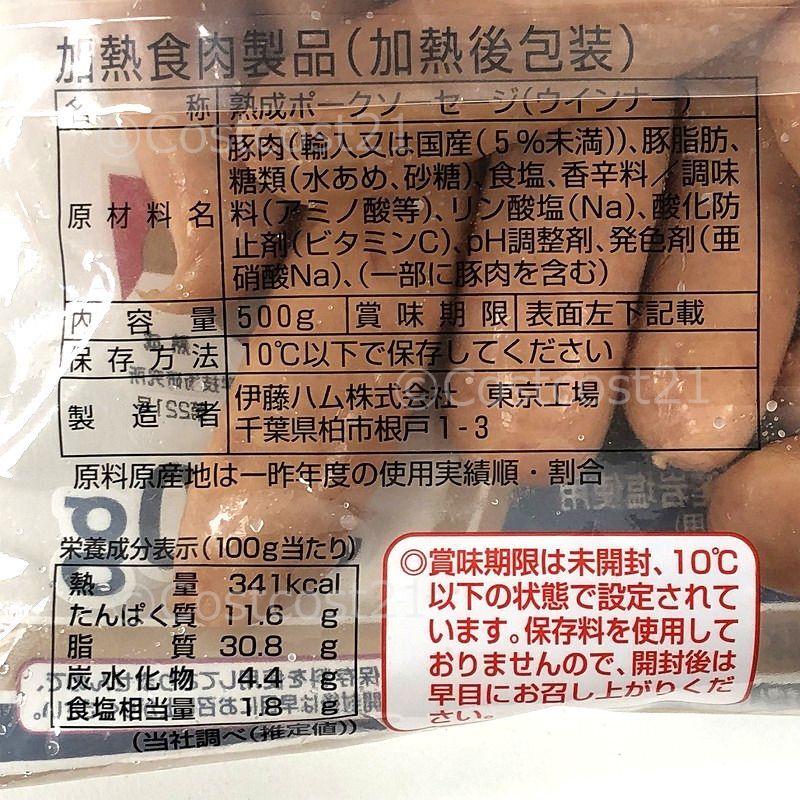 加熱食肉製品(加熱後包装)
名称 熟成ポークソーセージ(ウインナー)
©Costcost21
原材料名 豚肉(輸入又は国産(5%未満))、豚脂肪、
糖類(水あめ、砂糖)、食塩、香辛料/調味
料(アミノ酸等)、リン酸塩(Na)、酸化防
止剤(ビタミンC)、pH調整剤、発色剤(亜
硝酸Na)、(一部に豚肉を含む)
内容量 500g 賞味期限 表面左下記載
保存方法 10℃以下で保存してください
©Costcost21
製造者 伊藤ハム株式会社 東京工場
千葉県柏市根戸1-3
原料原産地は一昨年度の使用実績順・割合
栄養成分表示(100g当たり)
熱量 341kcal
たんぱく質 11.6 g
©Costcost21
脂質 30.8 g
炭水化物 4.4 g
食塩相当量 1.8 g
(当社調べ(推定値))
◎賞味期限は未開封、10℃
以下の状態で設定されて
います。保存料を使用して
おりませんので、開封後は
早目にお召し上がりくだ
さい。